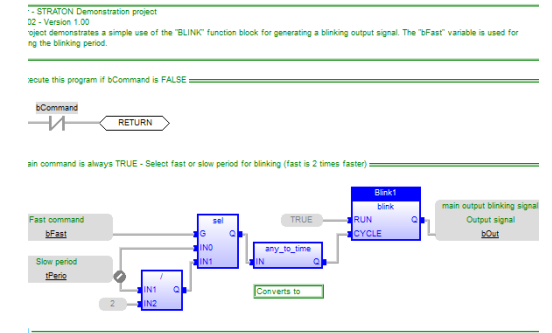 - STRATON Demonstration project
02 - Version 1.00
oject demonstrates a simple use of the "BLINK" function block for generating a blinking output signal. The "bFast" variable is used for
ng the blinking period.
ecute this program if bCommand is FALSE
bCommand
RETURN
ain command is always TRUE - Select fast or slow period for blinking (fast is 2 times faster)
Blink1
sel
blink
main output blinking signal
Fast command
TRUE
RUN
Q
Output signal
bFast
G
Q
CYCLE
bOut
IN0
any_to_time
Slow period
IN1
IN
Q
tPerio
/
IN1
Q
Converts to
2
IN2